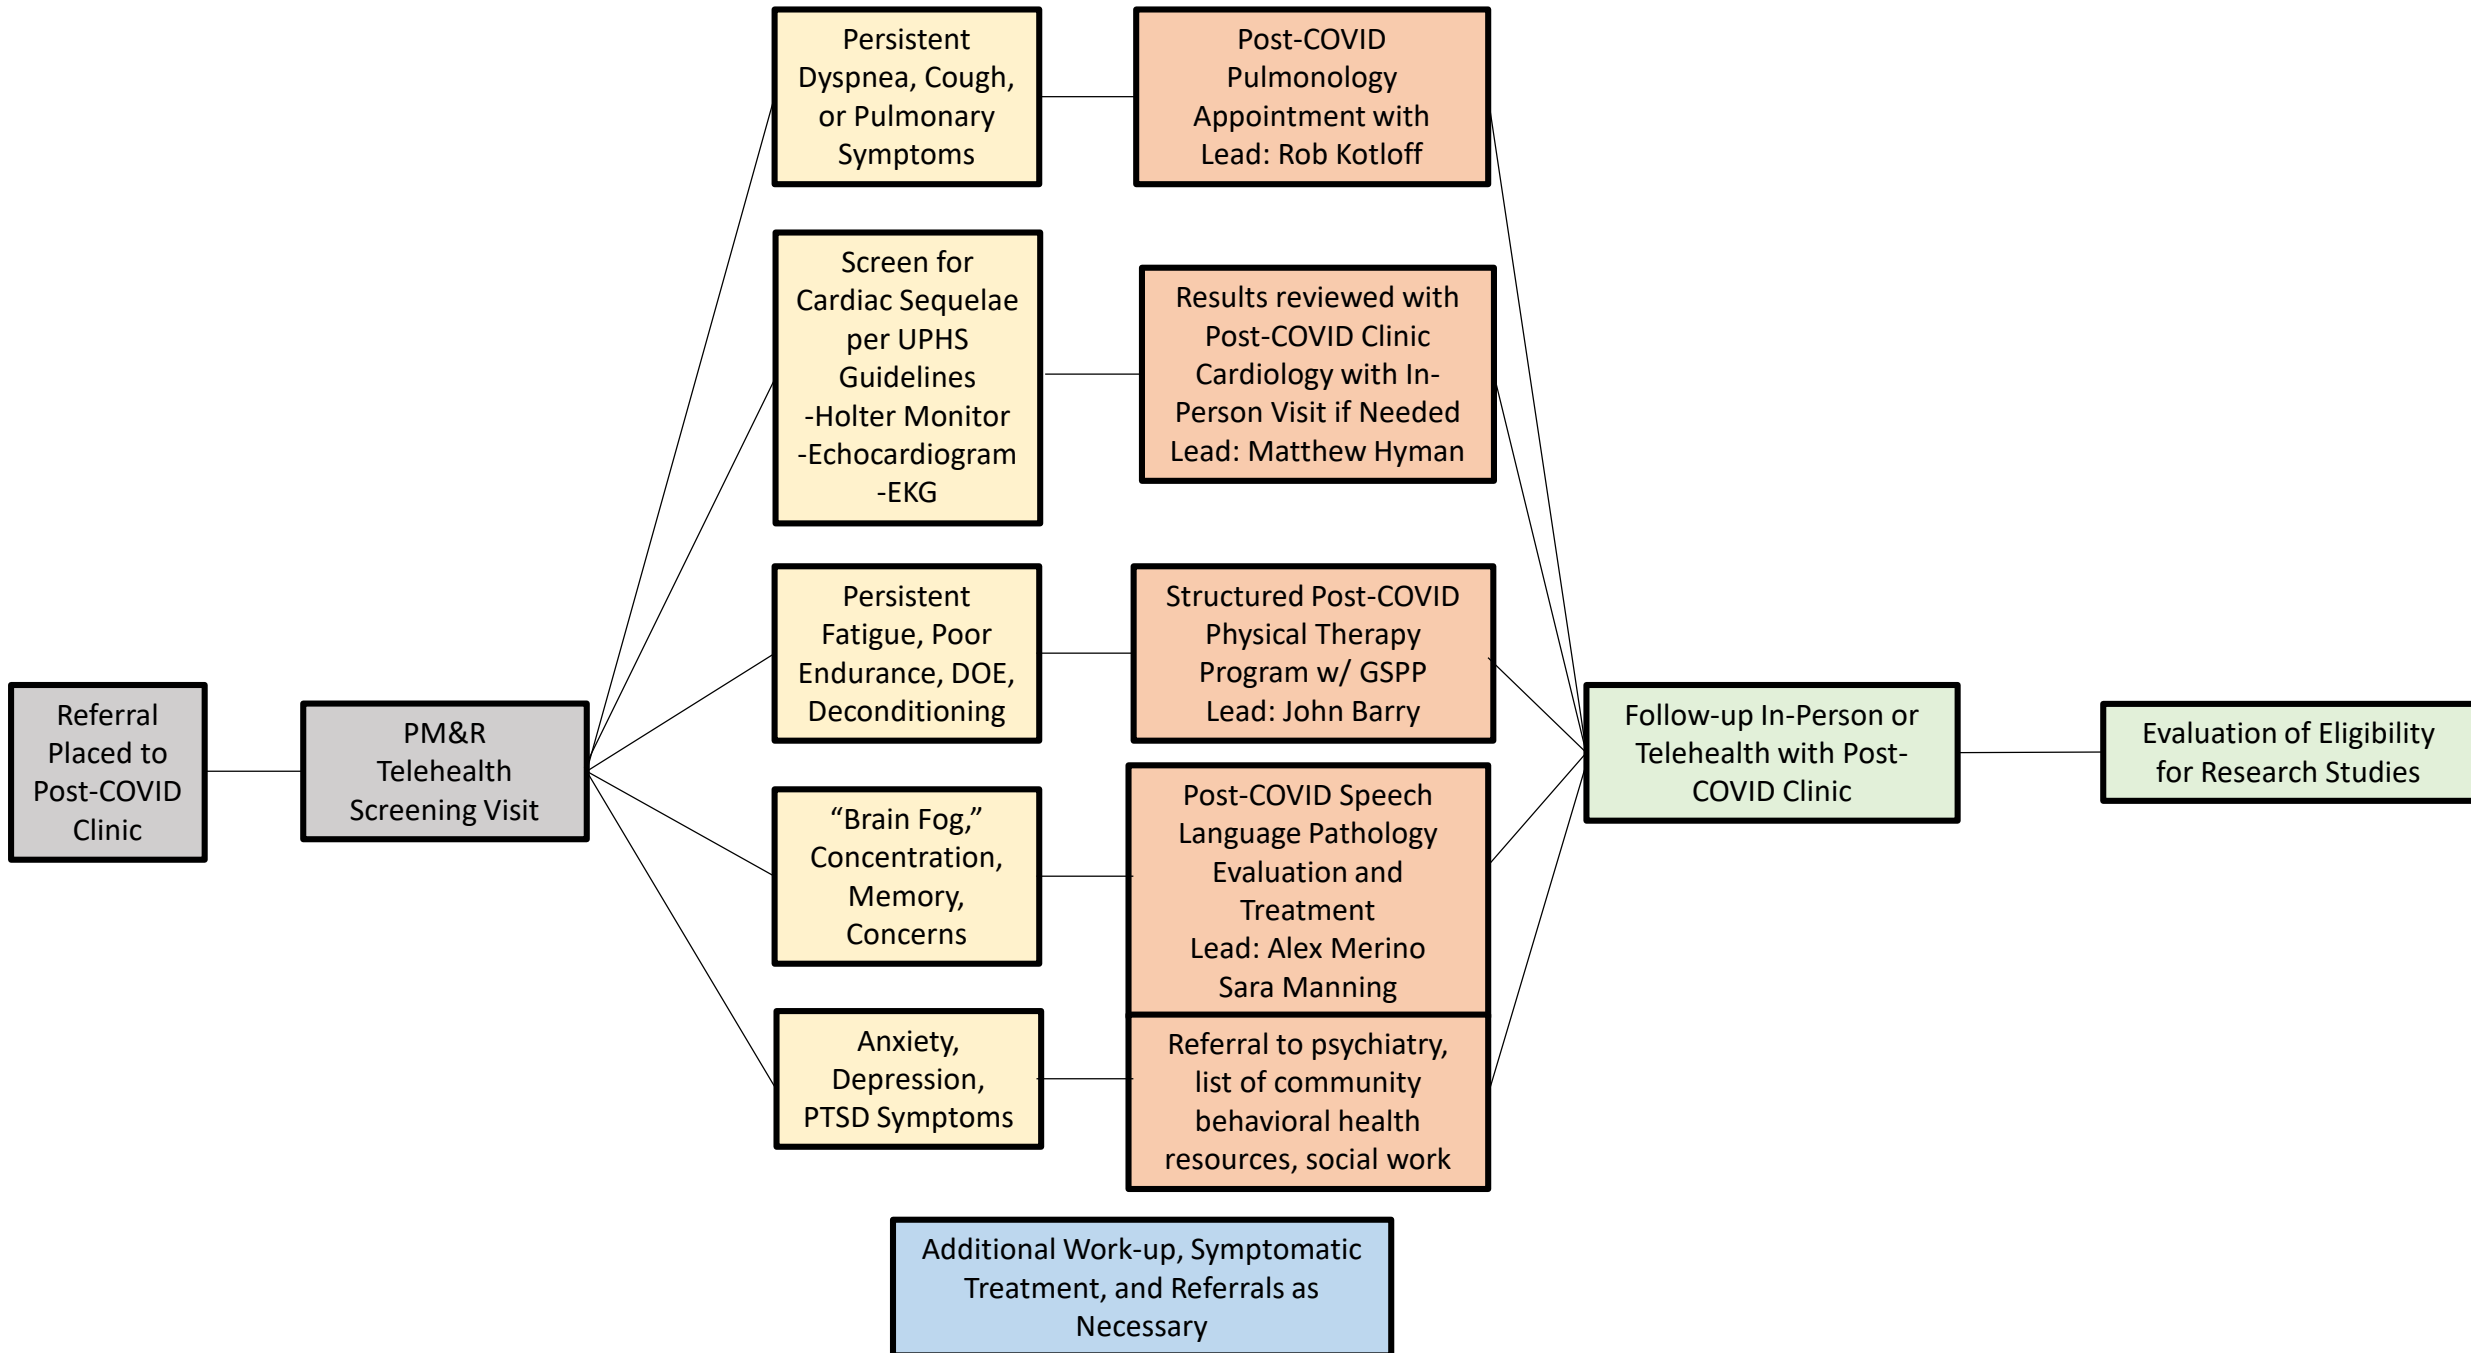 Referral
Placed to
Post-COVID
Clinic
PM&R
Telehealth
Screening Visit
Persistent
Dyspnea, Cough,
or Pulmonary
Symptoms
Post-COVID
Pulmonology
Appointment with
Lead: Rob Kotloff
Screen for
Cardiac Sequelae
per UPHS
Guidelines
-Holter Monitor
-Echocardiogram
-EKG
Results reviewed with
Post-COVID Clinic
Cardiology with In-
Person Visit if Needed
Lead: Matthew Hyman
Persistent
Fatigue, Poor
Endurance, DOE,
Deconditioning
Structured Post-COVID
Physical Therapy
Program w/ GSPP
Lead: John Barry
“Brain Fog,”
Concentration,
Memory,
Concerns
Post-COVID Speech
Language Pathology
Evaluation and
Treatment
Lead: Alex Merino
Sara Manning
Anxiety,
Depression,
PTSD Symptoms
Referral to psychiatry,
list of community
behavioral health
resources, social work
Follow-up In-Person or
Telehealth with Post-
COVID Clinic
Evaluation of Eligibility
for Research Studies
Additional Work-up, Symptomatic
Treatment, and Referrals as
Necessary